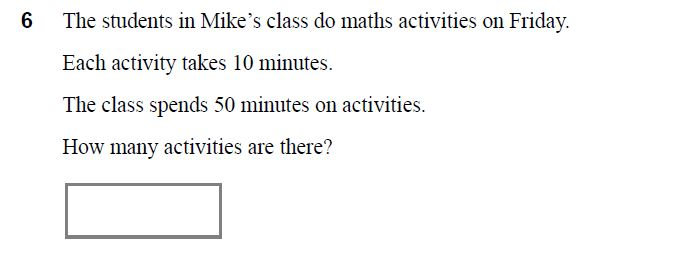 6 The students in Mike’s class do maths activities on Friday.
Each activity takes 10 minutes.
The class spends 50 minutes on activities.
How many activities are there?